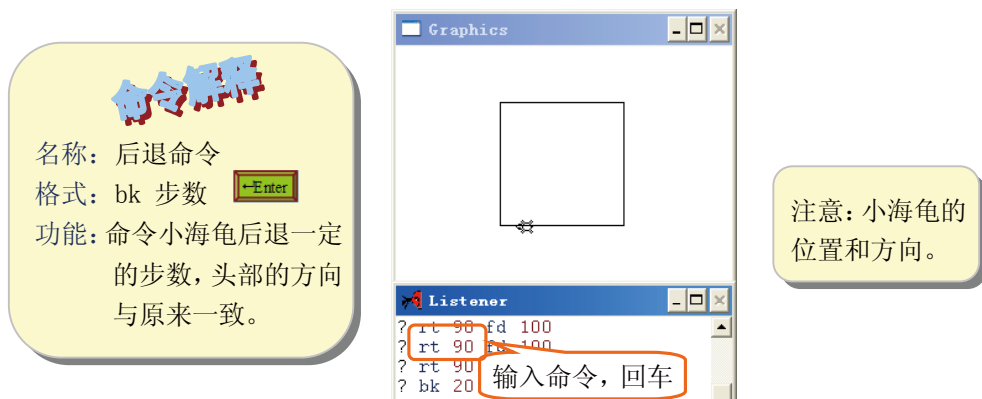 命令解释
名称：后退命令
格式：bk 步数 ←Enter
功能：命令小海龟后退一定
的步数，头部的方向
与原来一致。
Graphics
Listener
? rt 90 fd 100
? rt 90 fd 100
? rt 90
? bk 20
输入命令，回车
注意：小海龟的
位置和方向。